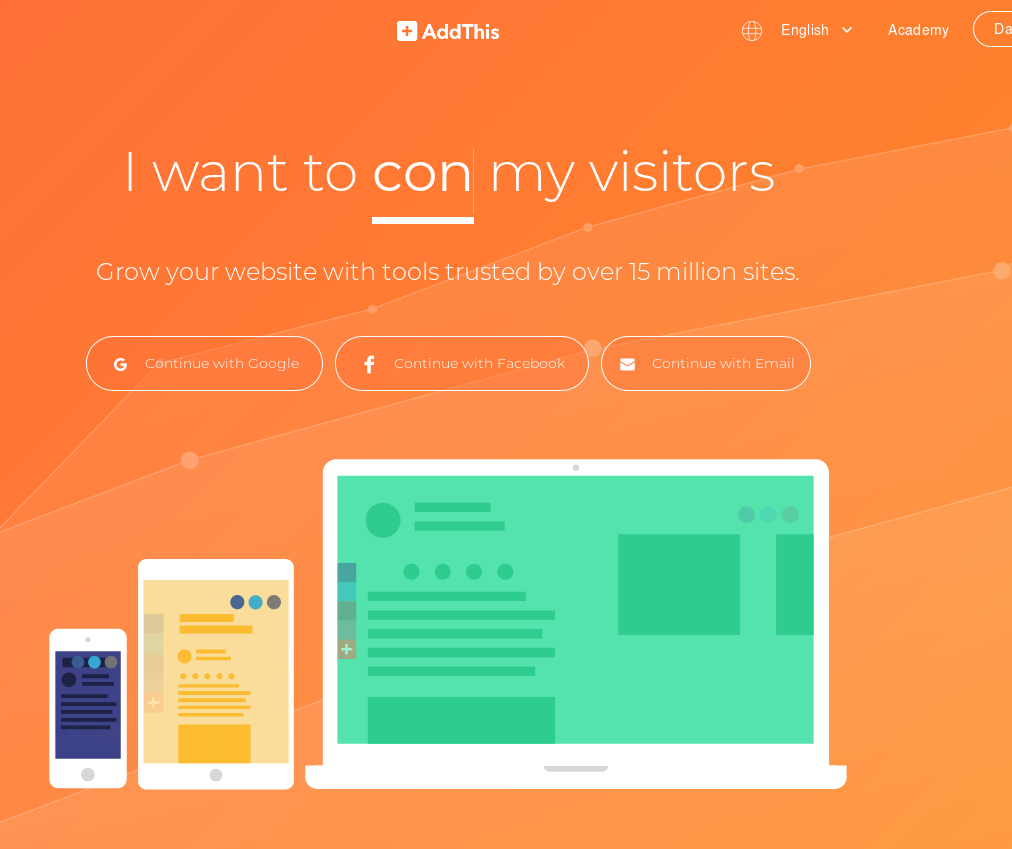 AddThis
English
Academy
Da
I want to con my visitors
Grow your website with tools trusted by over 15 million sites.
Continue with Google
Continue with Facebook
Continue with Email